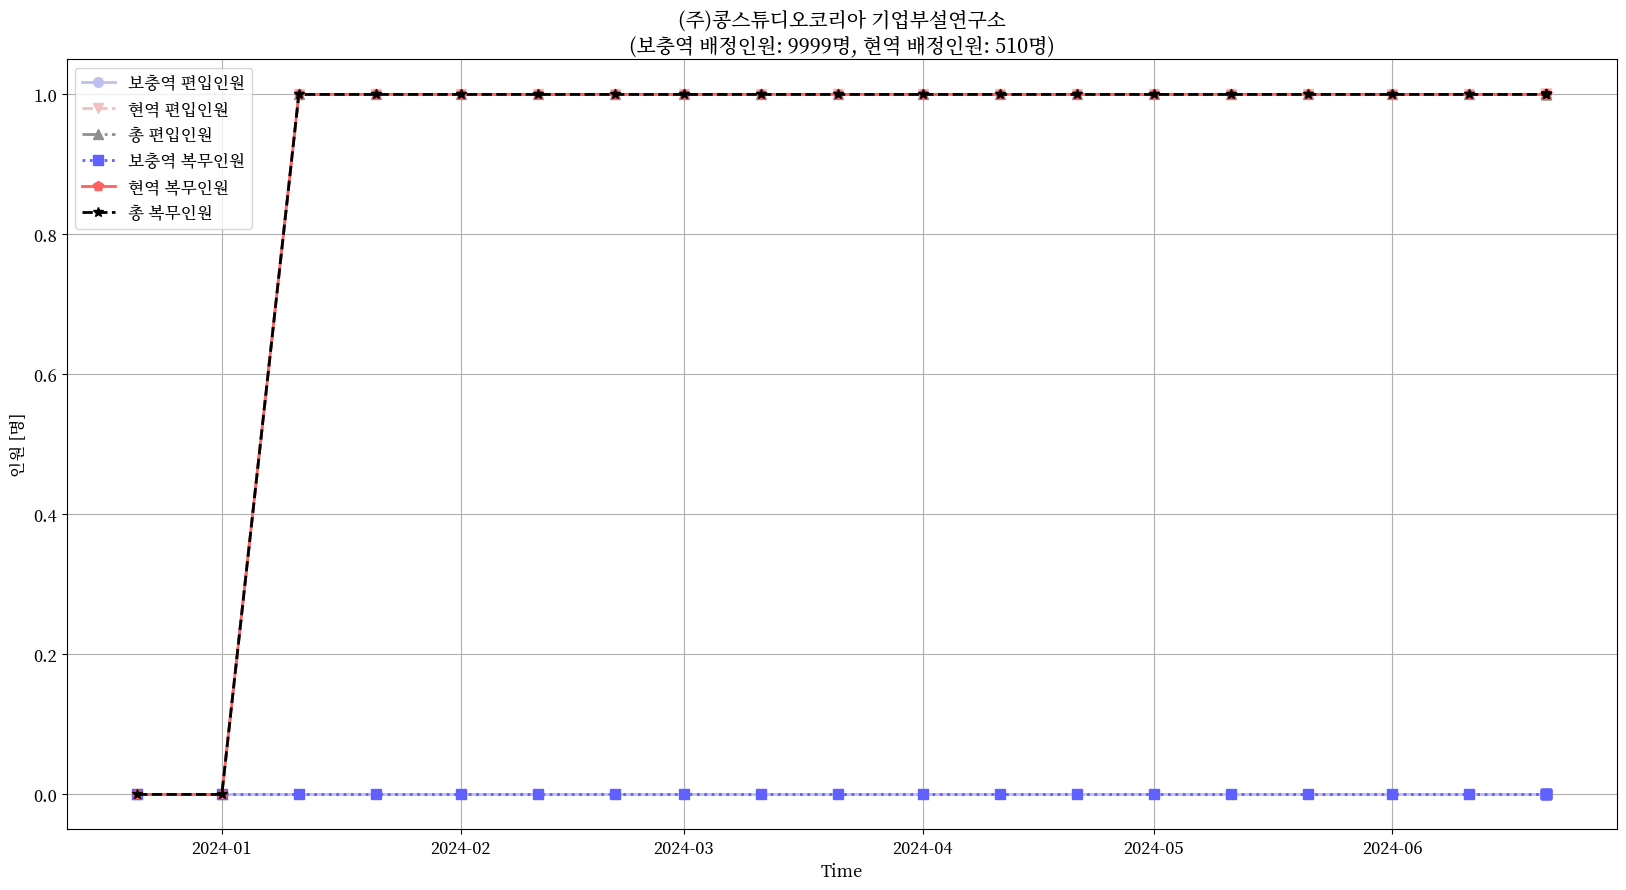 (주)콩스튜디오코리아 기업부설연구소
(보충역 배정인원: 9999명, 현역 배정인원: 510명)
보충역 편입인원
현역 편입인원
총 편입인원
보충역 복무인원
현역 복무인원
총 복무인원
1.0
0.8
0.6
0.4
0.2
0.0
인원 [명]
2024-01 2024-02 2024-03 2024-04 2024-05 2024-06
Time